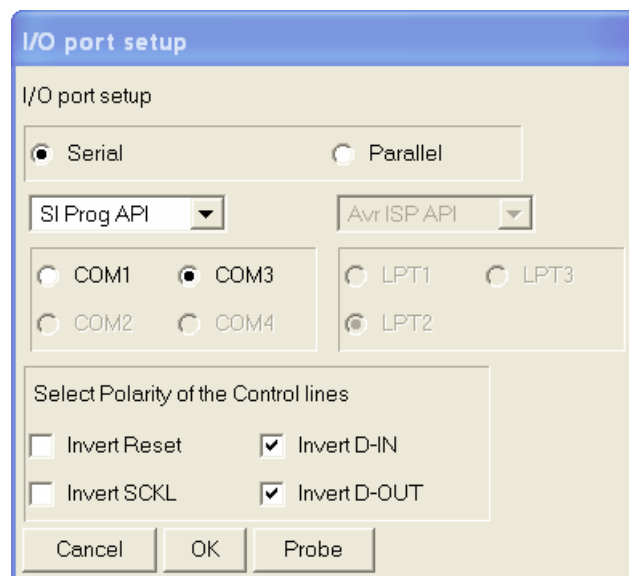 I/O port setup
I/O port setup
Serial Parallel
SI Prog API Avr ISP API
COM1 COM3 LPT1 LPT3
COM2 COM4 LPT2
Select Polarity of the Control lines
Invert Reset Invert D-IN
Invert SCKL Invert D-OUT
Cancel OK Probe